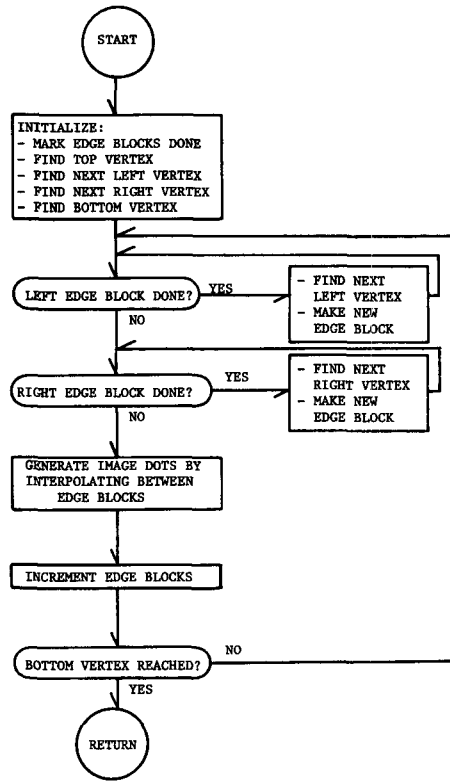 START
INITIALIZE:
- MARK EDGE BLOCKS DONE
- FIND TOP VERTEX
- FIND NEXT LEFT VERTEX
- FIND NEXT RIGHT VERTEX
- FIND BOTTOM VERTEX
LEFT EDGE BLOCK DONE?
YES
- FIND NEXT
LEFT VERTEX
- MAKE NEW
EDGE BLOCK
NO
RIGHT EDGE BLOCK DONE?
YES
- FIND NEXT
RIGHT VERTEX
- MAKE NEW
EDGE BLOCK
NO
GENERATE IMAGE DOTS BY
INTERPOLATING BETWEEN
EDGE BLOCKS
INCREMENT EDGE BLOCKS
BOTTOM VERTEX REACHED?
NO
YES
RETURN